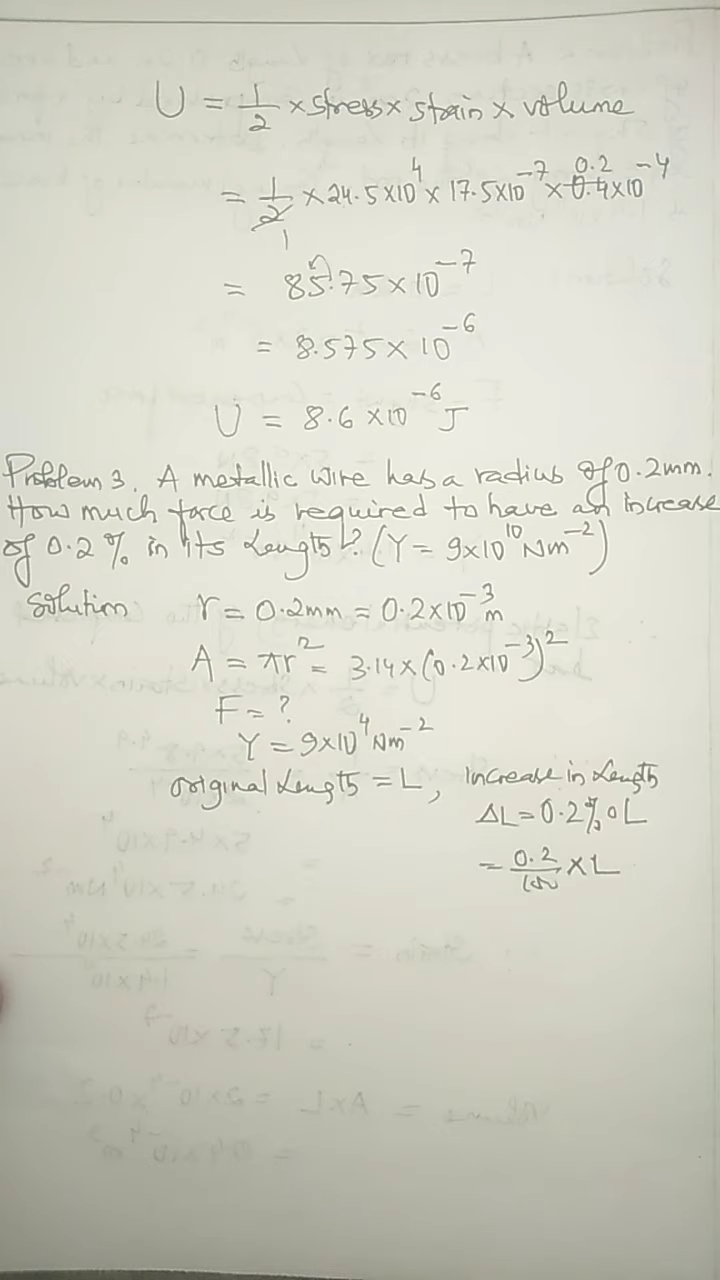 U = 1/2 × stress × strain × volume
= 1/2 × 24.5×10^4 × 17.5×10^-7 × 0.4×10^-4
1 0.2
= 85.75×10^-7
= 8.575×10^-6
U = 8.6×10^-6 J
Problem 3. A metallic wire has a radius of 0.2mm.
How much force is required to have an increase
of 0.2% in its Length? (Y = 9×10^10 Nm^-2)
Solution r = 0.2mm = 0.2×10^-3 m
A = πr^2 = 3.14×(0.2×10^-3)^2
F = ?
Y = 9×10^4 Nm^-2
original Length = L, Increase in Length
ΔL = 0.2% o L
= 0.2/100 × L